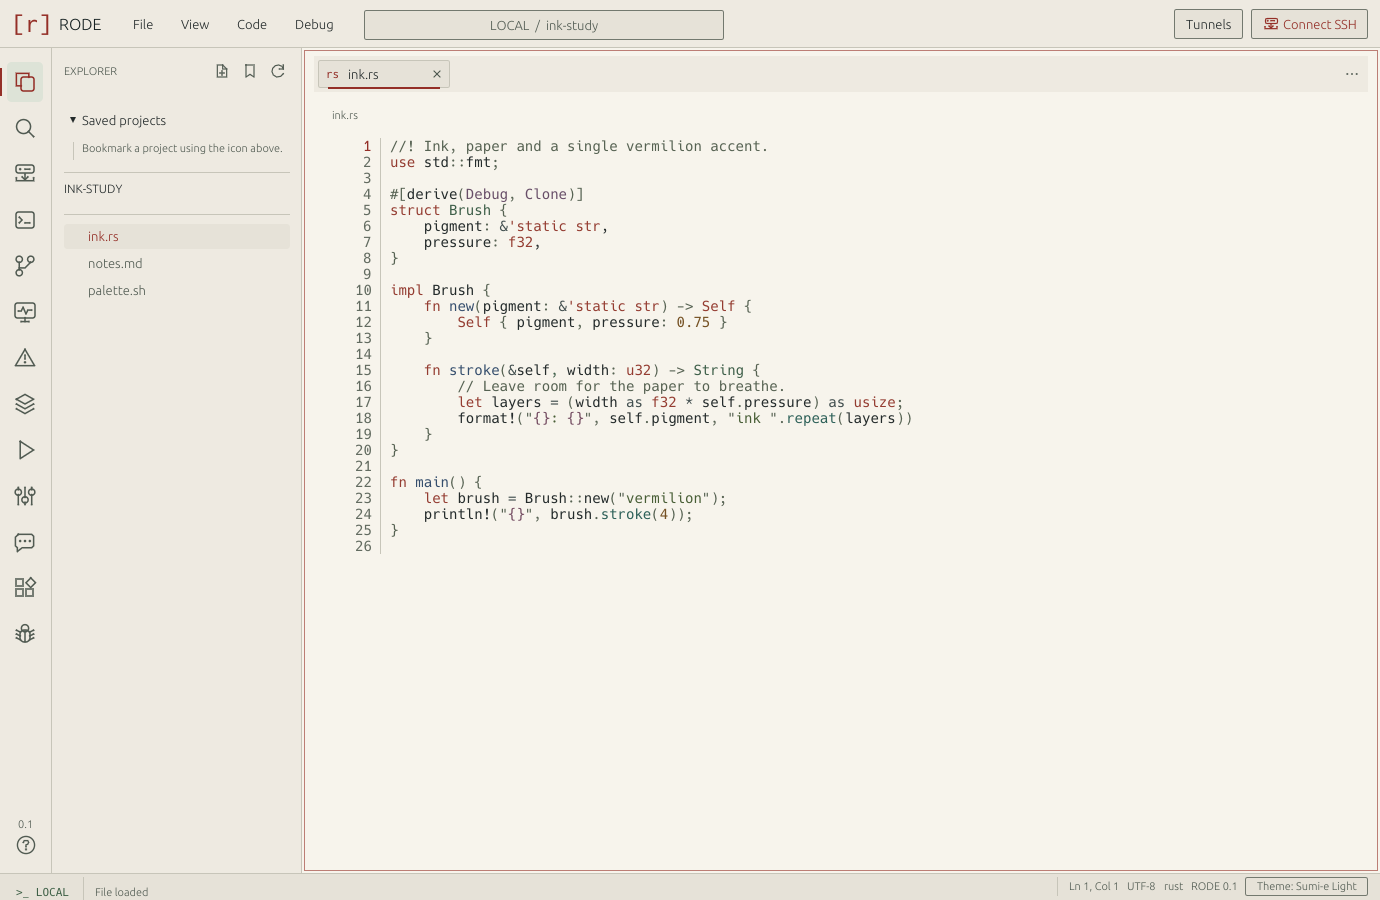 [r] RODE File View Code Debug LOCAL / ink-study Tunnels Connect SSH
EXPLORER
Saved projects
Bookmark a project using the icon above.
INK-STUDY
ink.rs
notes.md
palette.sh
0.1
rs ink.rs × ...
ink.rs
1 //! Ink, paper and a single vermilion accent.
2 use std::fmt;
3
4 #[derive(Debug, Clone)]
5 struct Brush {
6     pigment: &'static str,
7     pressure: f32,
8 }
9
10 impl Brush {
11     fn new(pigment: &'static str) -> Self {
12         Self { pigment, pressure: 0.75 }
13     }
14
15     fn stroke(&self, width: u32) -> String {
16         // Leave room for the paper to breathe.
17         let layers = (width as f32 * self.pressure) as usize;
18         format!("{}: {}", self.pigment, "ink ".repeat(layers))
19     }
20 }
21
22 fn main() {
23     let brush = Brush::new("vermilion");
24     println!("{}", brush.stroke(4));
25 }
26
>_ LOCAL File loaded Ln 1, Col 1 UTF-8 rust RODE 0.1 Theme: Sumi-e Light